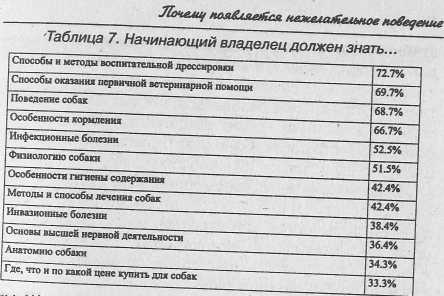 Почему появляется нежелательное поведение
Таблица 7. Начинающий владелец должен знать...
Способы и методы воспитательной дрессировки 72.7%
Способы оказания первичной ветеринарной помощи 69.7%
Поведение собак 68.7%
Особенности кормления 66.7%
Инфекционные болезни 52.5%
Физиологию собаки 51.5%
Особенности гигиены содержания 42.4%
Методы и способы лечения собак 42.4%
Инвазионные болезни 38.4%
Основы высшей нервной деятельности 36.4%
Анатомию собаки 34.3%
Где, что и по какой цене купить для собак 33.3%